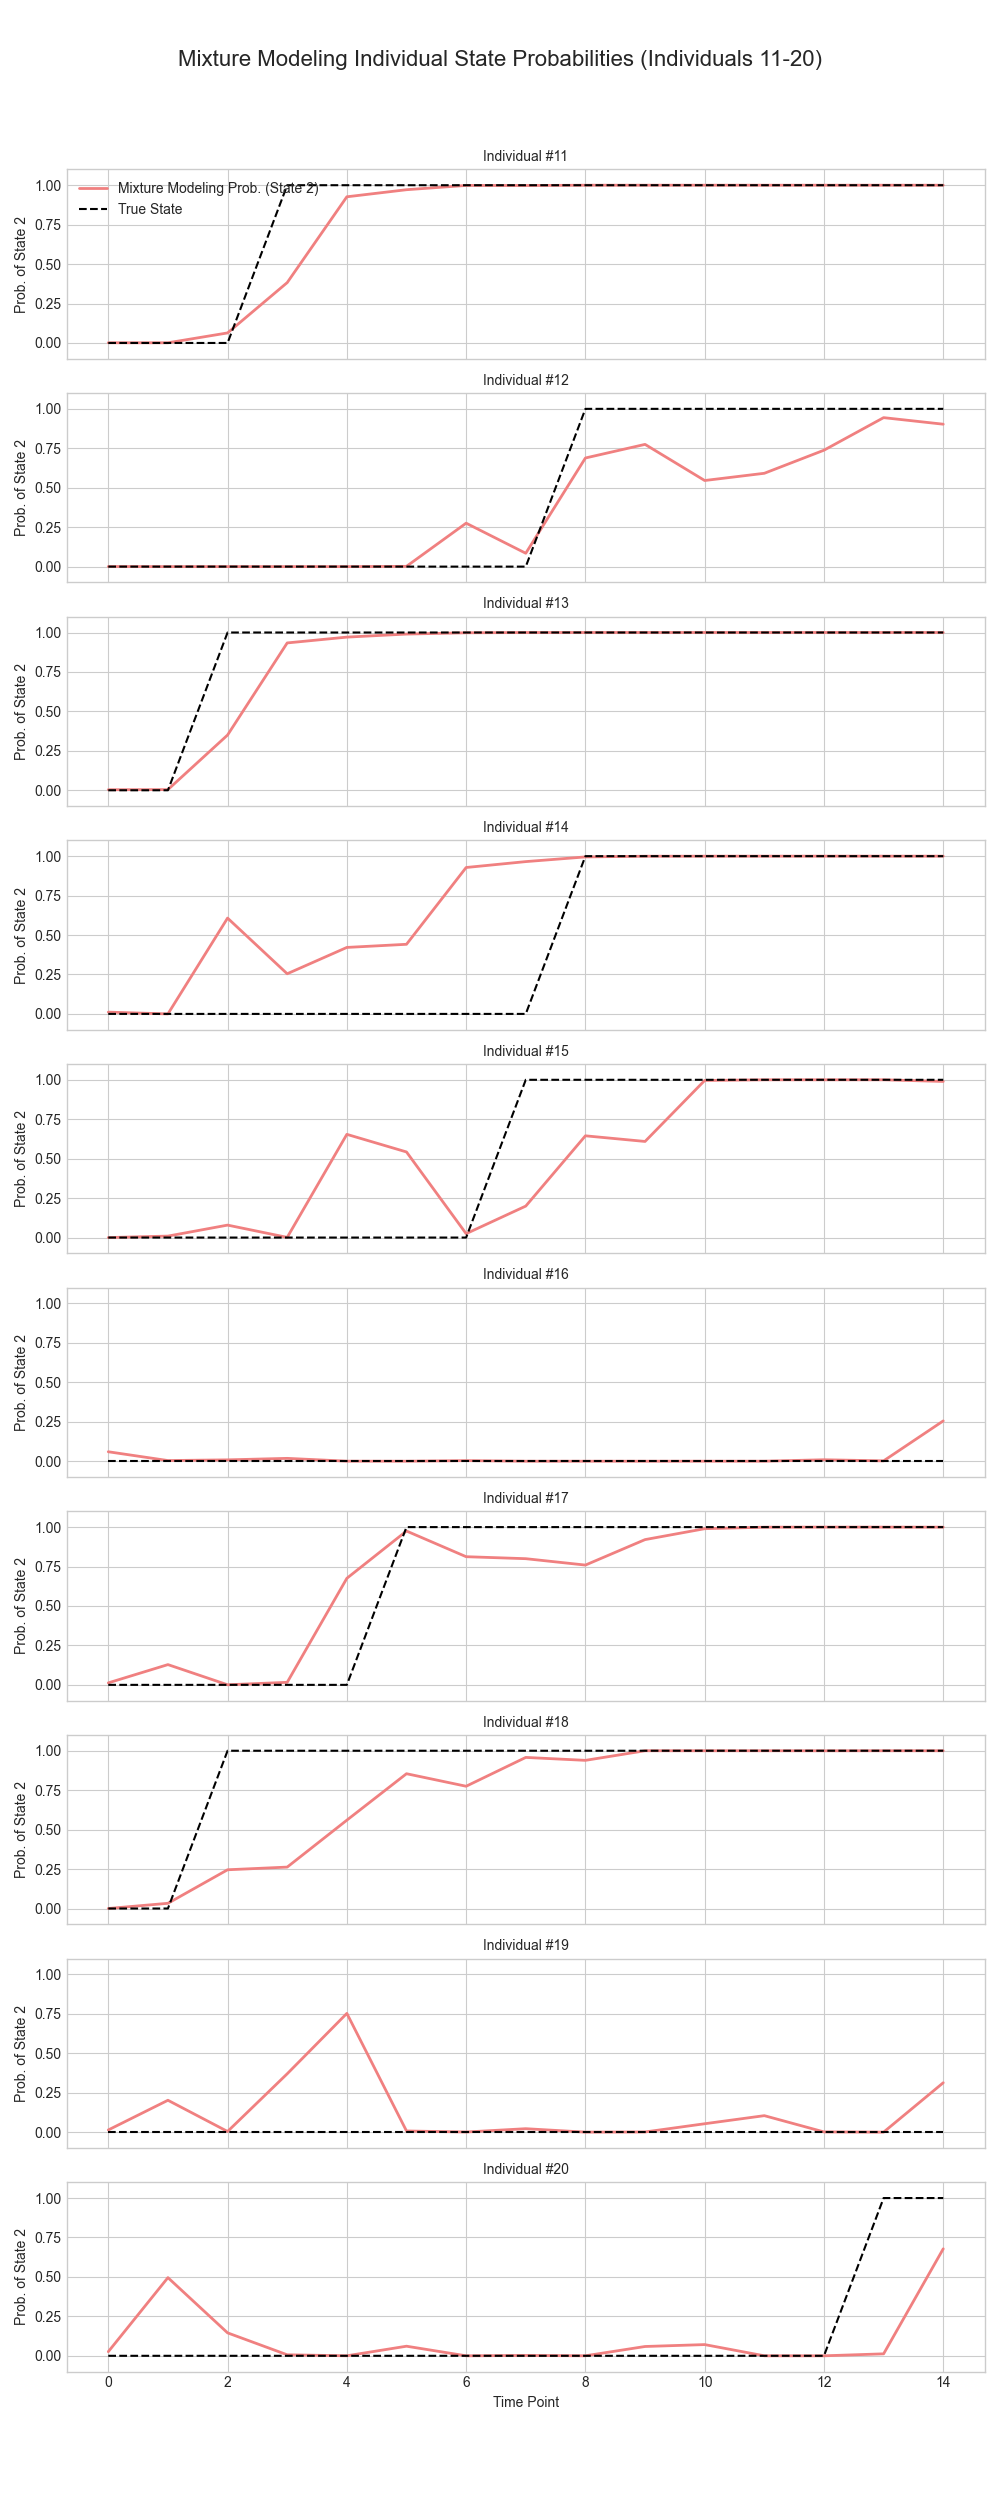 Mixture Modeling Individual State Probabilities (Individuals 11-20)
Individual #11
Mixture Modeling Prob. (State 2)
True State
1.00
0.75
0.50
0.25
0.00
Prob. of State 2
Individual #12
1.00
0.75
0.50
0.25
0.00
Prob. of State 2
Individual #13
1.00
0.75
0.50
0.25
0.00
Prob. of State 2
Individual #14
1.00
0.75
0.50
0.25
0.00
Prob. of State 2
Individual #15
1.00
0.75
0.50
0.25
0.00
Prob. of State 2
Individual #16
1.00
0.75
0.50
0.25
0.00
Prob. of State 2
Individual #17
1.00
0.75
0.50
0.25
0.00
Prob. of State 2
Individual #18
1.00
0.75
0.50
0.25
0.00
Prob. of State 2
Individual #19
1.00
0.75
0.50
0.25
0.00
Prob. of State 2
Individual #20
1.00
0.75
0.50
0.25
0.00
Prob. of State 2
0 2 4 6 8 10 12 14
Time Point